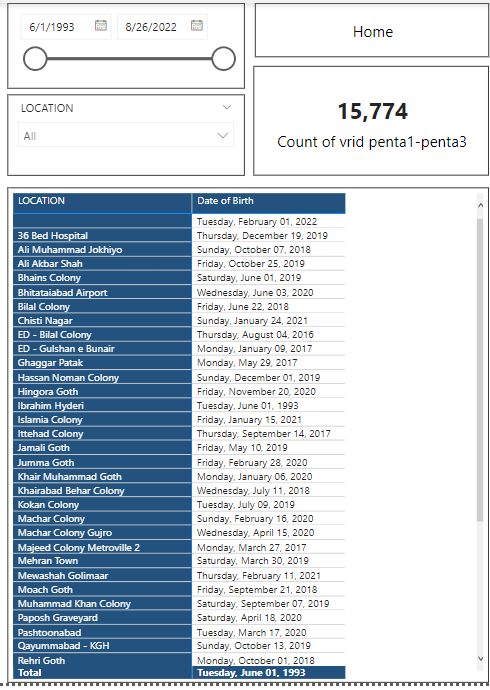 6/1/1993 8/26/2022
Home
LOCATION
All
15,774
Count of vrid penta1-penta3
LOCATION Date of Birth
Tuesday, February 01, 2022
36 Bed Hospital Thursday, December 19, 2019
Ali Muhammad Jokhiyo Sunday, October 07, 2018
Ali Akbar Shah Friday, October 25, 2019
Bhains Colony Saturday, June 01, 2019
Bhitataiabad Airport Wednesday, June 03, 2020
Bilal Colony Friday, June 22, 2018
Chisti Nagar Sunday, January 24, 2021
ED - Bilal Colony Thursday, August 04, 2016
ED - Gulshan e Bunair Monday, January 09, 2017
Ghaggar Patak Monday, May 29, 2017
Hassan Noman Colony Sunday, December 01, 2019
Hingora Goth Friday, November 20, 2020
Ibrahim Hyderi Tuesday, June 01, 1993
Islamia Colony Friday, January 15, 2021
Ittehad Colony Thursday, September 14, 2017
Jamali Goth Friday, May 10, 2019
Jumma Goth Friday, February 28, 2020
Khair Muhammad Goth Monday, January 06, 2020
Khairabad Behar Colony Wednesday, July 11, 2018
Kokan Colony Tuesday, July 09, 2019
Machar Colony Sunday, February 16, 2020
Machar Colony Gujro Wednesday, April 15, 2020
Majeed Colony Metroville 2 Monday, March 27, 2017
Mehran Town Saturday, March 30, 2019
Mewashah Golimaar Thursday, February 11, 2021
Moach Goth Friday, September 21, 2018
Muhammad Khan Colony Saturday, September 07, 2019
Paposh Graveyard Saturday, April 18, 2020
Pashtoonabad Tuesday, March 17, 2020
Qayummabad - KGH Sunday, October 13, 2019
Rehri Goth Monday, October 01, 2018
Total Tuesday, June 01, 1993